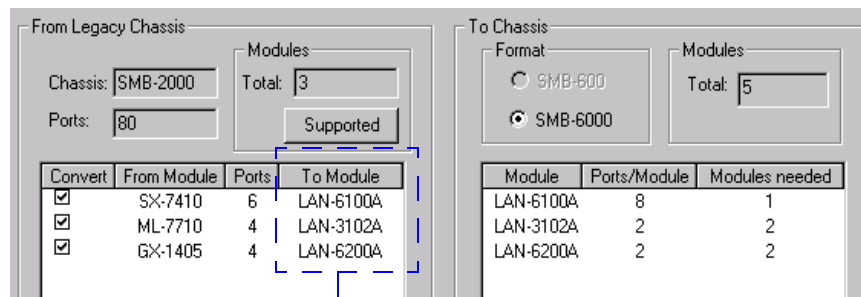 From Legacy Chassis
Modules
Chassis: SMB-2000
Total: 3
Ports: 80
Supported
Convert From Module Ports To Module
SX-7410 6 LAN-6100A
ML-7710 4 LAN-3102A
GX-1405 4 LAN-6200A
To Chassis
Format
SMB-600
SMB-6000
Modules
Total: 5
Module Ports/Module Modules needed
LAN-6100A 8 1
LAN-3102A 2 2
LAN-6200A 2 2